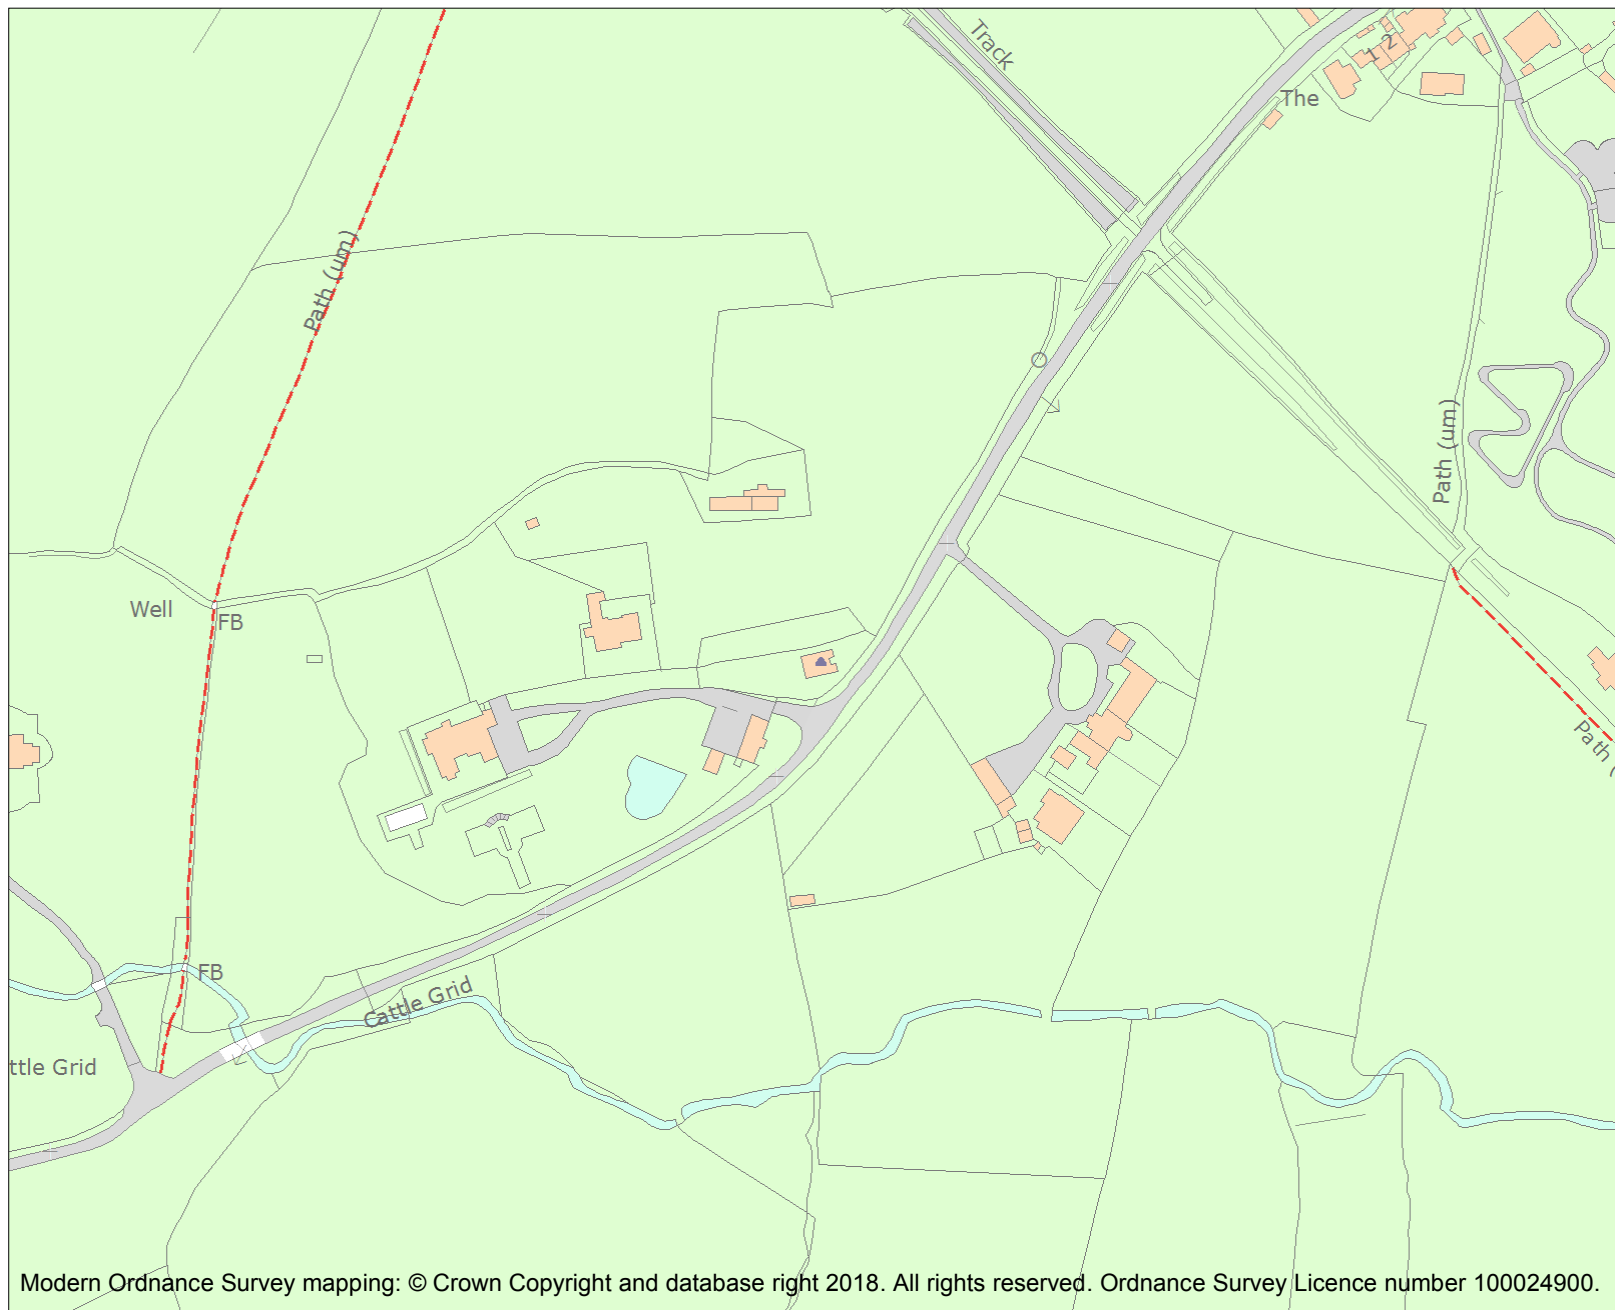 Track
1 2
The
Path (um)
Path (um)
Well
FB
Path (
FB
Cattle Grid
ttle Grid
Modern Ordnance Survey mapping: © Crown Copyright and database right 2018. All rights reserved. Ordnance Survey Licence number 100024900.